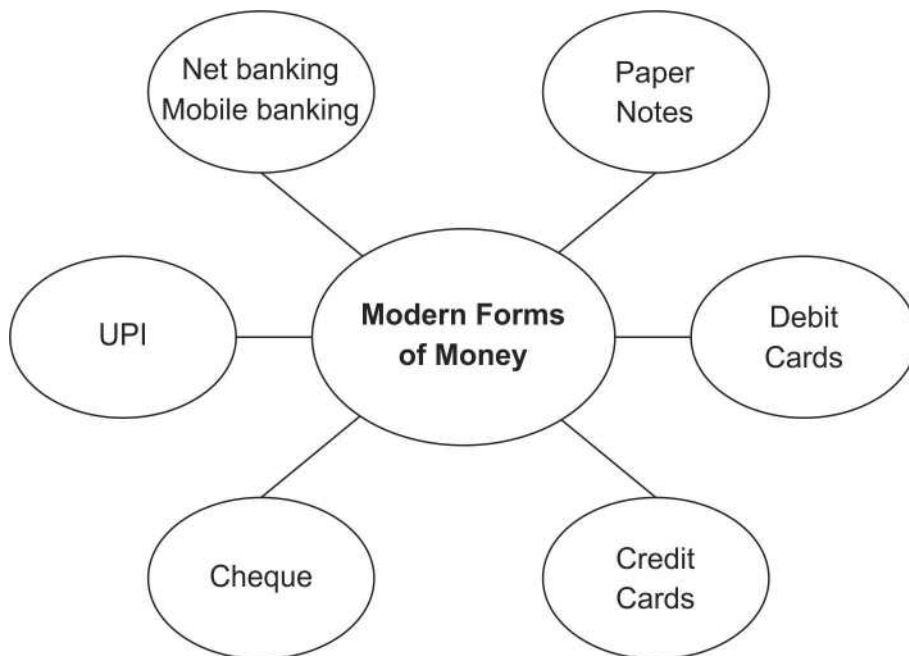 Net banking
Mobile banking
Paper
Notes
UPI
Modern Forms
of Money
Debit
Cards
Cheque
Credit
Cards